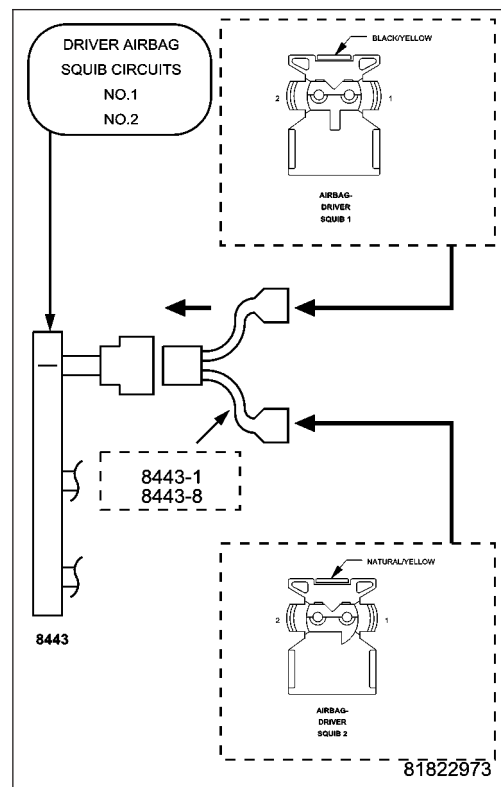 DRIVER AIRBAG
SQUIB CIRCUITS
NO.1
NO.2
BLACK/YELLOW
2
1
AIRBAG-
DRIVER
SQUIB 1
8443-1
8443-8
8443
NATURAL/YELLOW
2
1
AIRBAG-
DRIVER
SQUIB 2
81822973